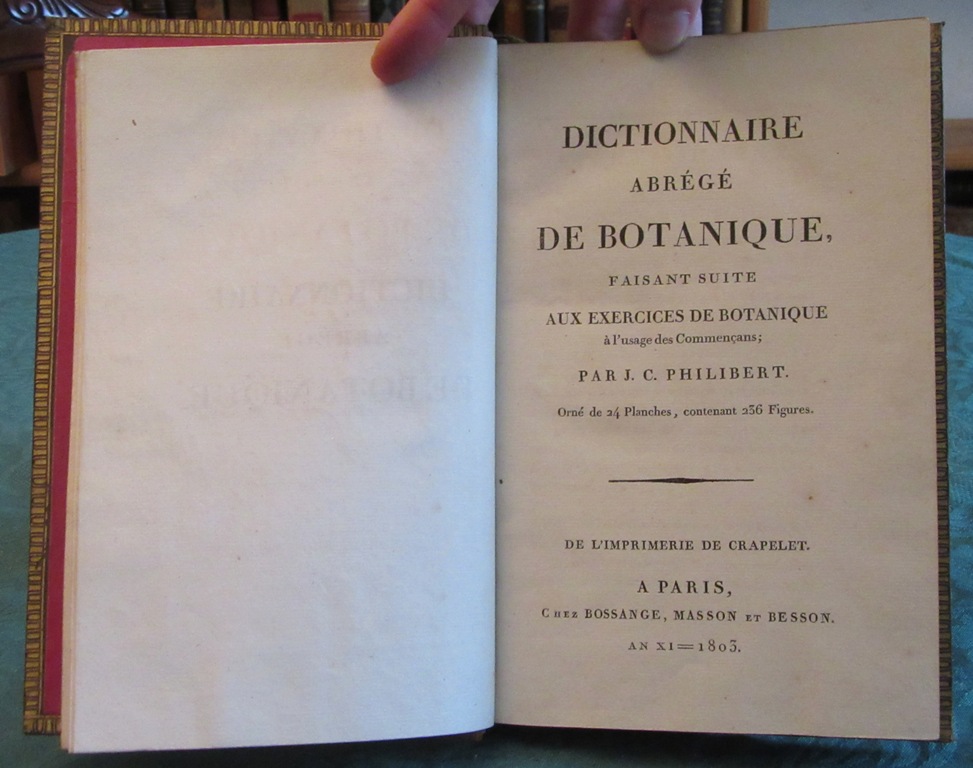 DICTIONNAIRE
ABRÉGÉ
DE BOTANIQUE,
FAISANT SUITE
AUX EXERCICES DE BOTANIQUE
à l'usage des Commençans;
PAR J. C. PHILIBERT.
Orné de 24 Planches, contenant 236 Figures.
DE L'IMPRIMERIE DE CRAPELET.
A PARIS,
CHEZ BOSSANGE, MASSON ET BESSON.
AN XI = 1803.